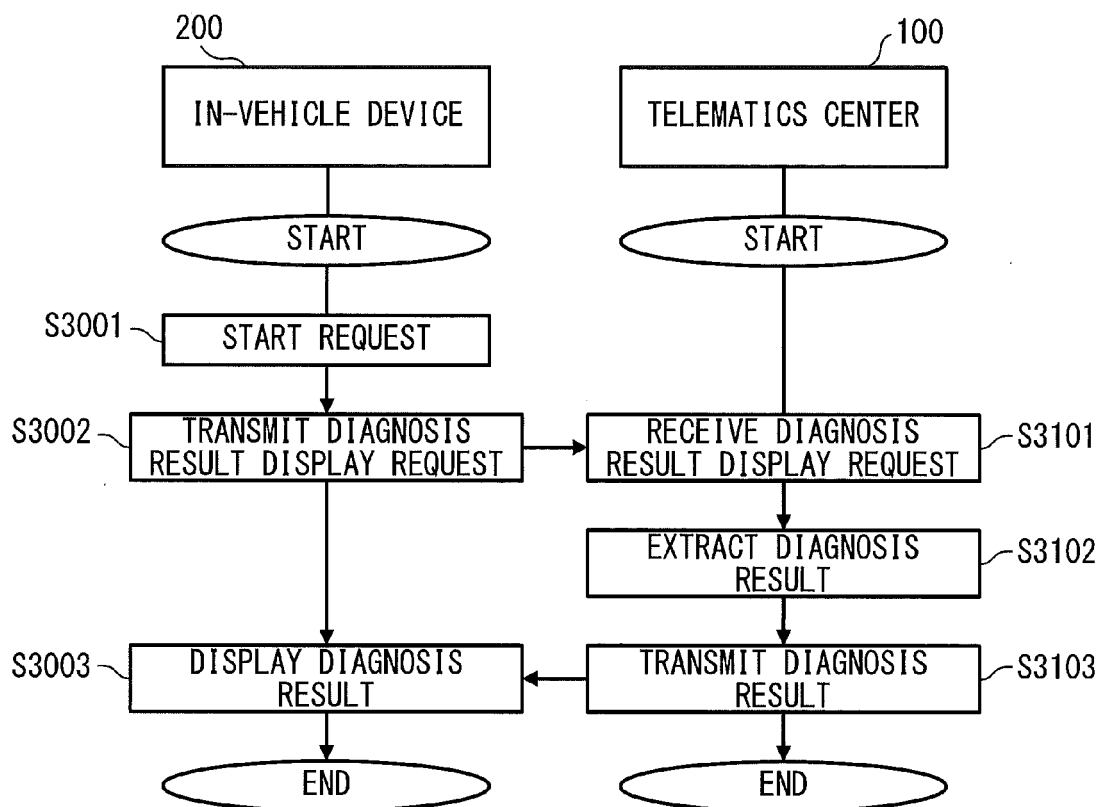 200
100
IN-VEHICLE DEVICE
TELEMATICS CENTER
START
START
S3001
START REQUEST
S3002
TRANSMIT DIAGNOSIS
RESULT DISPLAY REQUEST
RECEIVE DIAGNOSIS
RESULT DISPLAY REQUEST
S3101
EXTRACT DIAGNOSIS
RESULT
S3102
S3003
DISPLAY DIAGNOSIS
RESULT
TRANSMIT DIAGNOSIS
RESULT
S3103
END
END